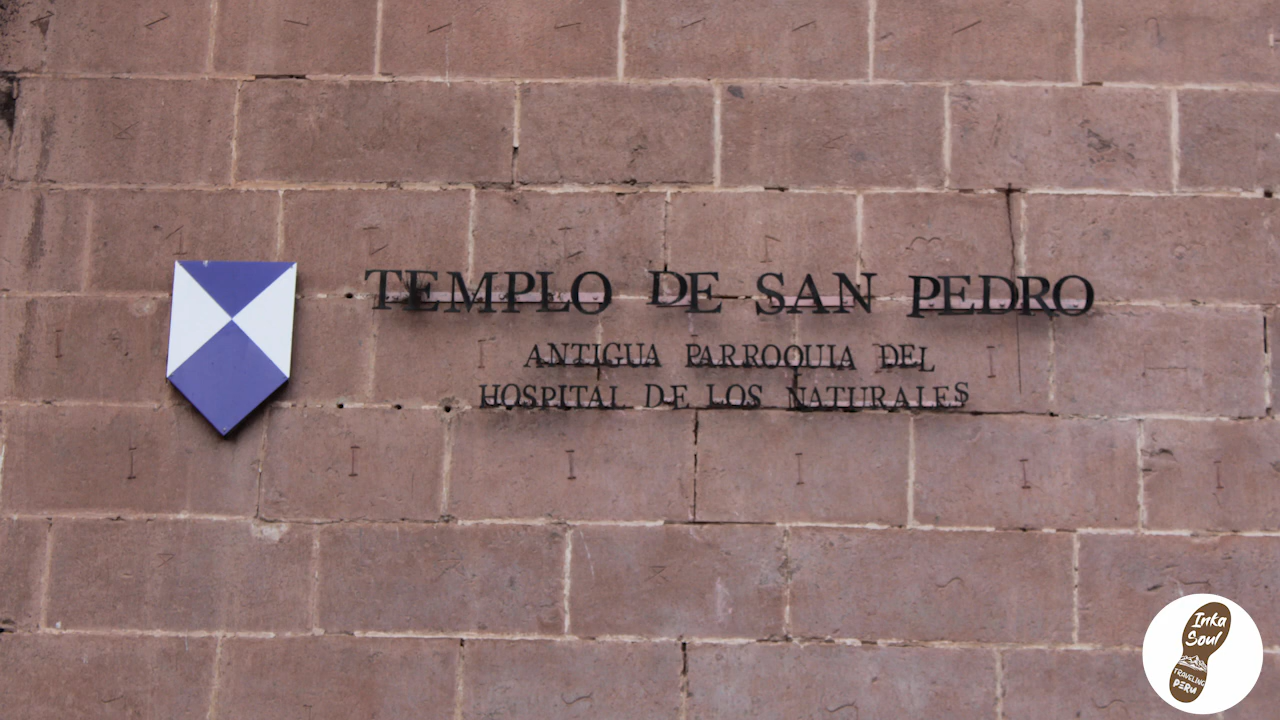 TEMPLO DE SAN PEDRO
ANTIGUA PARROQUIA DEL
HOSPITAL DE LOS NATURALES
Inka
Soul
TRAVELING
PERU